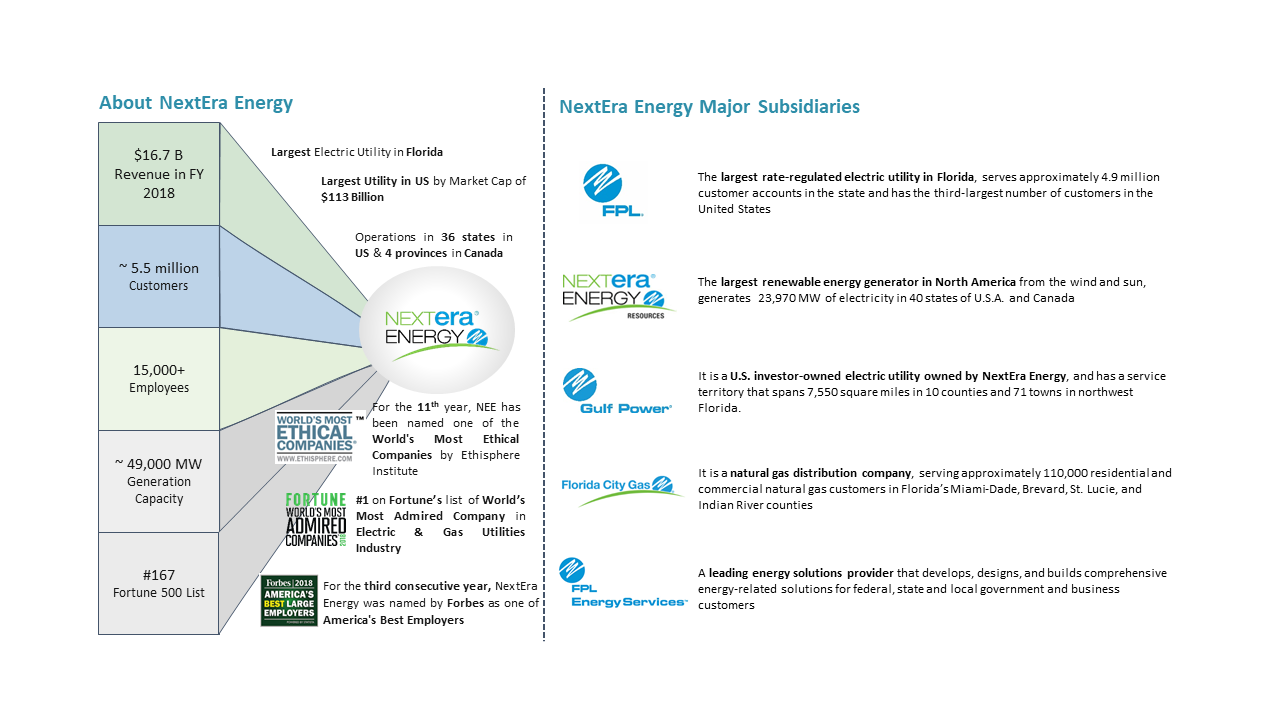 About NextEra Energy
$16.7 B
Revenue in FY
2018
~ 5.5 million
Customers
15,000+
Employees
~ 49,000 MW
Generation
Capacity
#167
Fortune 500 List
Largest Electric Utility in Florida
Largest Utility in US by Market Cap of
$113 Billion
Operations in 36 states in
US & 4 provinces in Canada
NEXTera®
ENERGY
WORLD'S MOST ™
ETHICAL
COMPANIES®
WWW.ETHISPHERE.COM
For the 11th year, NEE has
been named one of the
World's Most Ethical
Companies by Ethisphere
Institute
FORTUNE
WORLD'S MOST
ADMIRED
COMPANIES 2018
#1 on Fortune's list of World's
Most Admired Company in
Electric & Gas Utilities
Industry
Forbes 2018
AMERICA'S
BEST LARGE
EMPLOYERS
For the third consecutive year, NextEra
Energy was named by Forbes as one of
America's Best Employers
NextEra Energy Major Subsidiaries
FPL.
The largest rate-regulated electric utility in Florida, serves approximately 4.9 million
customer accounts in the state and has the third-largest number of customers in the
United States
NEXTera®
ENERGY
RESOURCES
The largest renewable energy generator in North America from the wind and sun,
generates 23,970 MW of electricity in 40 states of U.S.A. and Canada
Gulf Power®
It is a U.S. investor-owned electric utility owned by NextEra Energy, and has a service
territory that spans 7,550 square miles in 10 counties and 71 towns in northwest
Florida.
Florida City Gas
It is a natural gas distribution company, serving approximately 110,000 residential and
commercial natural gas customers in Florida's Miami-Dade, Brevard, St. Lucie, and
Indian River counties
FPL
EnergyServices™
A leading energy solutions provider that develops, designs, and builds comprehensive
energy-related solutions for federal, state and local government and business
customers